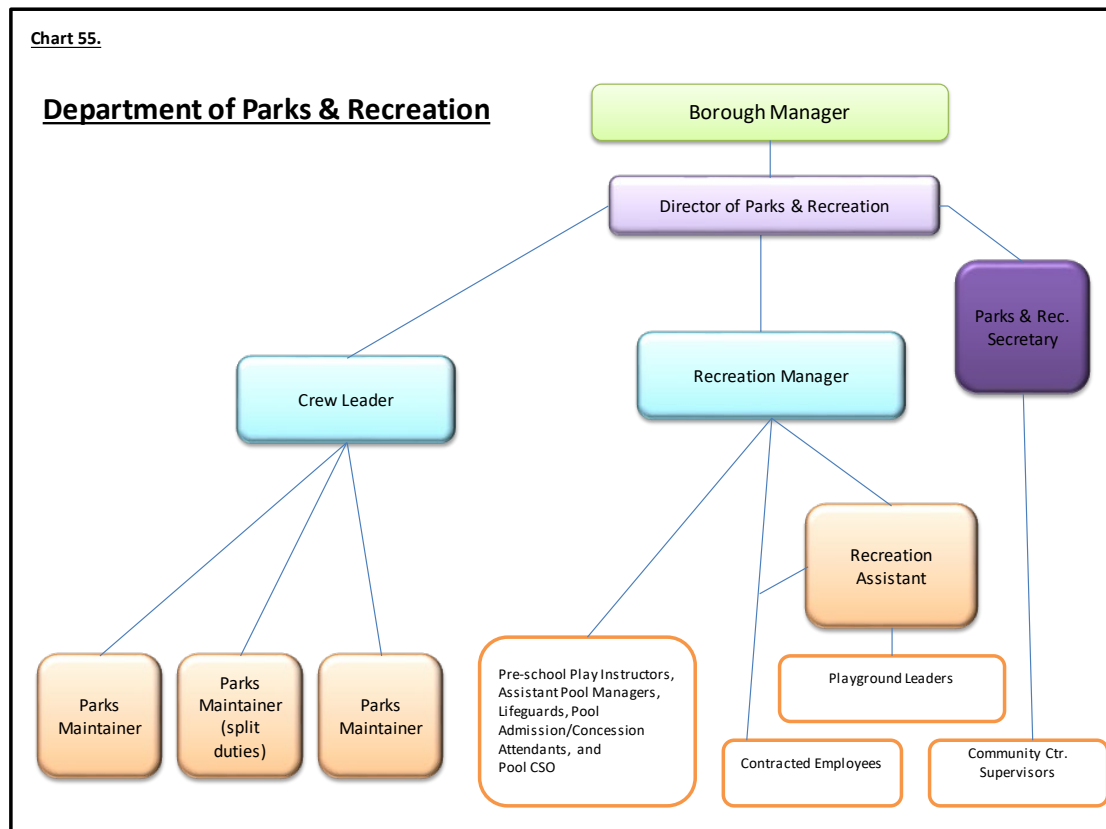 Chart 55.
Department of Parks & Recreation
Borough Manager
Director of Parks & Recreation
Parks & Rec.
Secretary
Crew Leader
Recreation Manager
Recreation
Assistant
Parks
Maintainer
Parks
Maintainer
(split
duties)
Parks
Maintainer
Pre-school Play Instructors,
Assistant Pool Managers,
Lifeguards, Pool
Admission/Concession
Attendants, and
Pool CSO
Playground Leaders
Contracted Employees
Community Ctr.
Supervisors